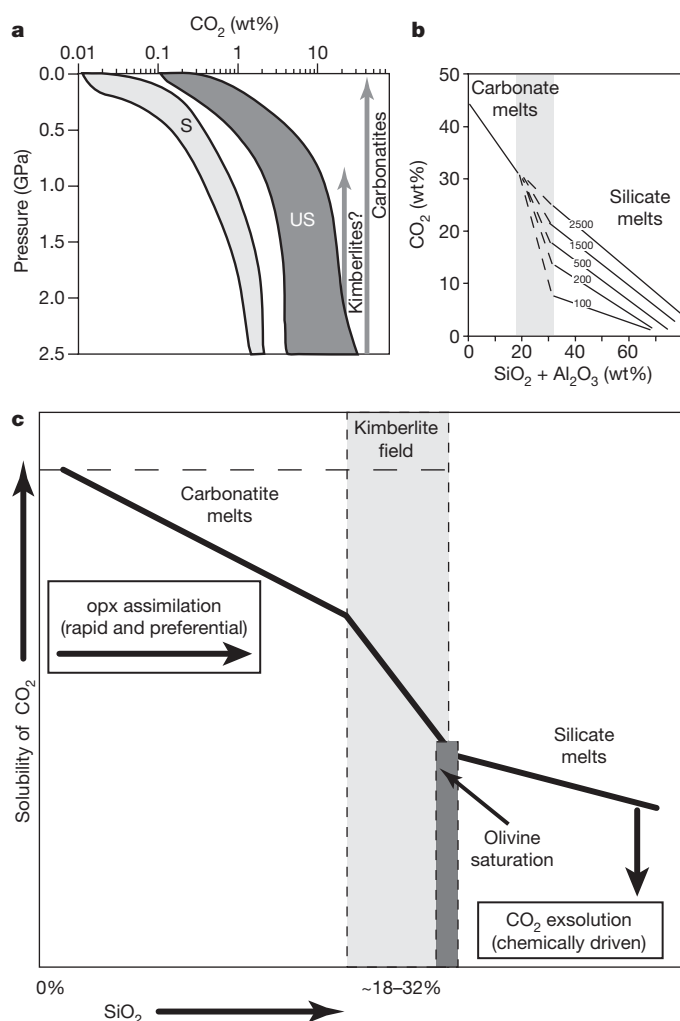 a
CO2 (wt%)
0.01 0.1 1 10
0.0
0.5
1.0
1.5
2.0
2.5
Pressure (GPa)
S
US
Kimberlites?
Carbonatites
b
50
40
30
20
10
0
CO2 (wt%)
Carbonate
melts
Silicate
melts
2500
1500
500
200
100
0 20 40 60
SiO2 + Al2O3 (wt%)
c
Kimberlite
field
Carbonatite
melts
opx assimilation
(rapid and preferential)
Solubility of CO2
Silicate
melts
Olivine
saturation
CO2 exsolution
(chemically driven)
0% ~18–32%
SiO2